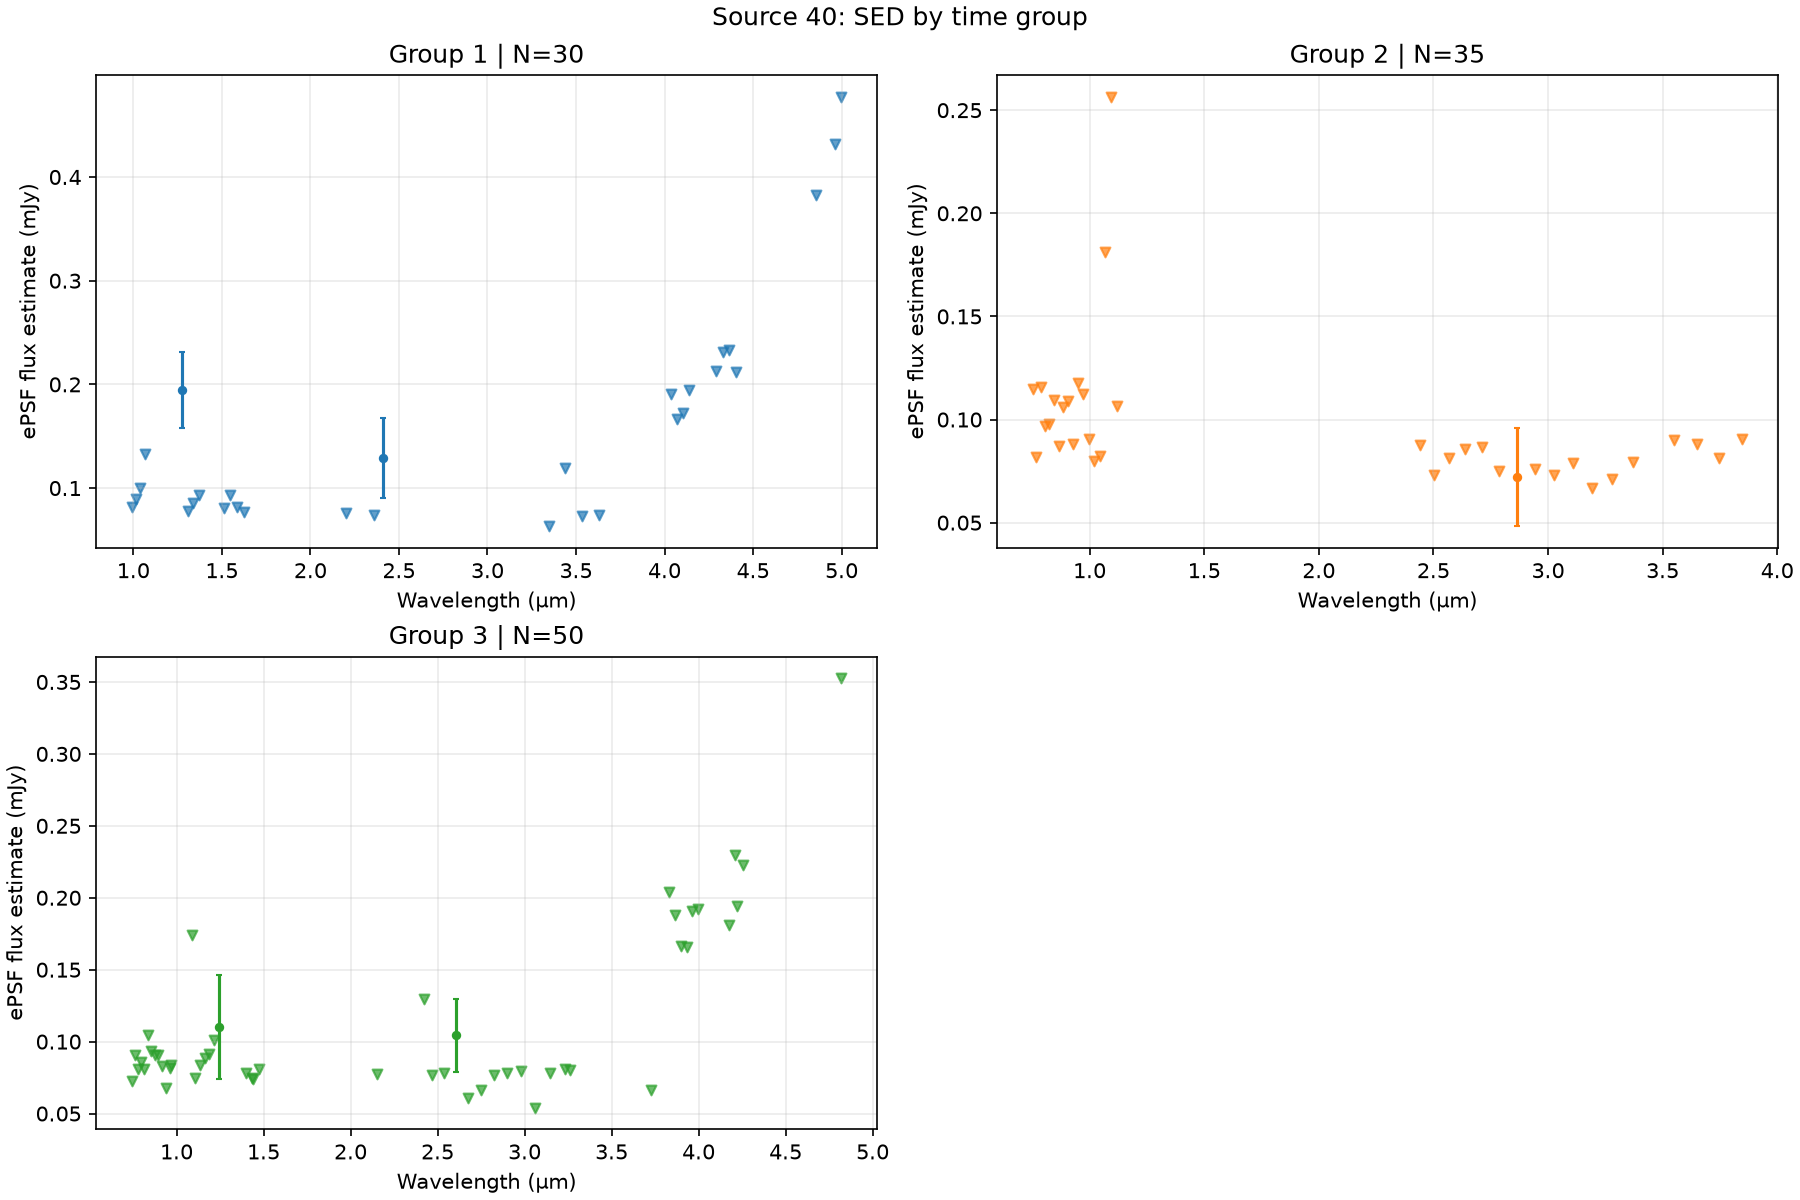 Source 40: SED by time group
Group 1 | N=30
ePSF flux estimate (mJy)
0.4
0.3
0.2
0.1
1.0 1.5 2.0 2.5 3.0 3.5 4.0 4.5 5.0
Wavelength (μm)
Group 2 | N=35
ePSF flux estimate (mJy)
0.25
0.20
0.15
0.10
0.05
1.0 1.5 2.0 2.5 3.0 3.5 4.0
Wavelength (μm)
Group 3 | N=50
ePSF flux estimate (mJy)
0.35
0.30
0.25
0.20
0.15
0.10
0.05
1.0 1.5 2.0 2.5 3.0 3.5 4.0 4.5 5.0
Wavelength (μm)